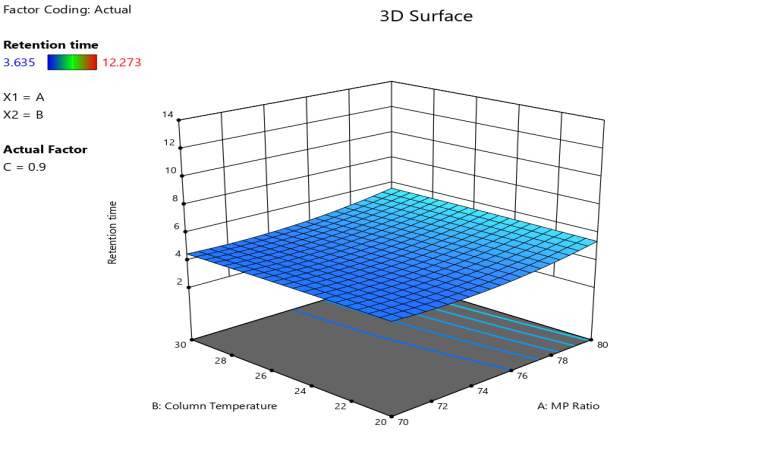 Factor Coding: Actual
3D Surface
Retention time
3.635 12.273
X1 = A
X2 = B
Actual Factor
C = 0.9
Retention time
14
12
10
8
6
4
2
30
28
26
24
22
20
70
72
74
76
78
80
B: Column Temperature
A: MP Ratio